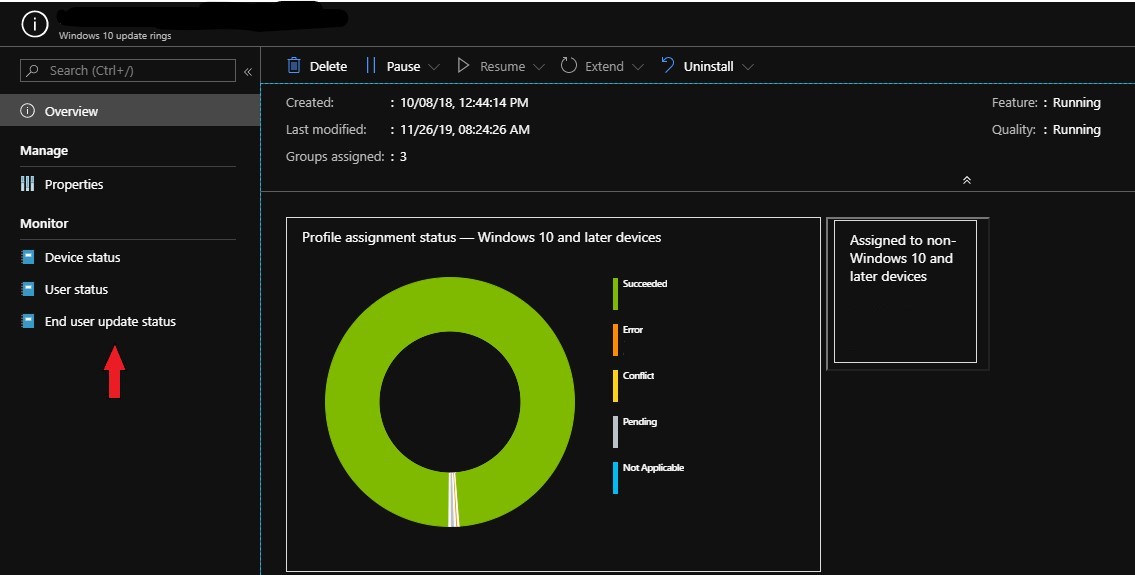 Windows 10 update rings
Search (Ctrl+/)
«
Delete
Pause
Resume
Extend
Uninstall
Overview
Manage
Properties
Monitor
Device status
User status
End user update status
Created: : 10/08/18, 12:44:14 PM
Last modified: : 11/26/19, 08:24:26 AM
Groups assigned: : 3
Feature: : Running
Quality: : Running
Profile assignment status — Windows 10 and later devices
Succeeded
Error
Conflict
Pending
Not Applicable
Assigned to non-
Windows 10 and
later devices